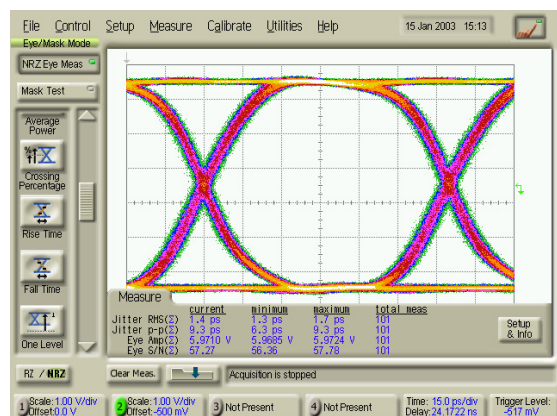 File Control Setup Measure Calibrate Utilities Help 15 Jan 2003 15:13
Eye/Mask Mode
NRZ Eye Meas
Mask Test
Average
Power
Crossing
Percentage
Rise Time
Fall Time
One Level
Measure
current minimum maximum total meas
Jitter RMS(Σ) 1.4 ps 1.3 ps 1.7 ps 101
Jitter p-p(Σ) 9.3 ps 6.3 ps 9.3 ps 101
Eye Amp(Σ) 5.9710 V 5.9685 V 5.9724 V 101
Eye S/N(Σ) 57.27 56.36 57.78 101
Setup
& Info
RZ / NRZ Clear Meas. Acquisition is stopped
1 Scale:1.00 V/div
Offset:0.0 V
2 Scale:1.00 V/div
Offset:-500 mV
3 Not Present
4 Not Present
Time: 15.0 ps/div
Delay:24.1722 ns
Trigger Level:
-517 mV